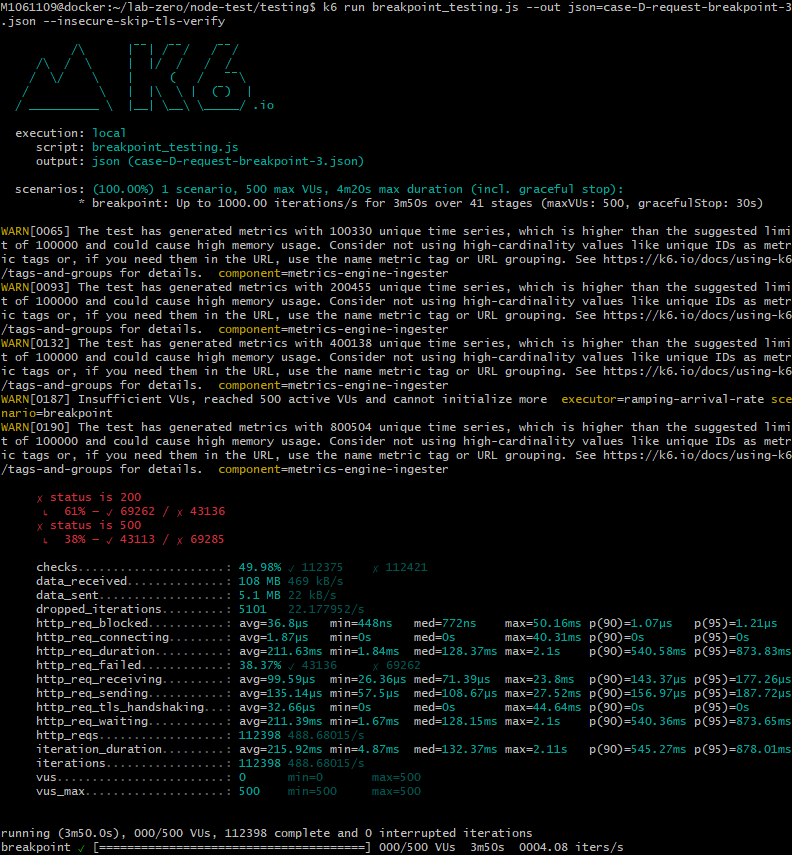 M1061109@docker:~/lab-zero/node-test/testing$ k6 run breakpoint_testing.js --out json=case-D-request-breakpoint-3
.json --insecure-skip-tls-verify
K6
.io
execution: local
script: breakpoint_testing.js
output: json (case-D-request-breakpoint-3.json)
scenarios: (100.00%) 1 scenario, 500 max VUs, 4m20s max duration (incl. graceful stop):
* breakpoint: Up to 1000.00 iterations/s for 3m50s over 41 stages (maxVUs: 500, gracefulStop: 30s)
WARN[0065] The test has generated metrics with 100330 unique time series, which is higher than the suggested limi
t of 100000 and could cause high memory usage. Consider not using high-cardinality values like unique IDs as metr
ic tags or, if you need them in the URL, use the name metric tag or URL grouping. See https://k6.io/docs/using-k6
/tags-and-groups for details.  component=metrics-engine-ingester
WARN[0093] The test has generated metrics with 200455 unique time series, which is higher than the suggested limi
t of 100000 and could cause high memory usage. Consider not using high-cardinality values like unique IDs as metr
ic tags or, if you need them in the URL, use the name metric tag or URL grouping. See https://k6.io/docs/using-k6
/tags-and-groups for details.  component=metrics-engine-ingester
WARN[0132] The test has generated metrics with 400138 unique time series, which is higher than the suggested limi
t of 100000 and could cause high memory usage. Consider not using high-cardinality values like unique IDs as metr
ic tags or, if you need them in the URL, use the name metric tag or URL grouping. See https://k6.io/docs/using-k6
/tags-and-groups for details.  component=metrics-engine-ingester
WARN[0187] Insufficient VUs, reached 500 active VUs and cannot initialize more  executor=ramping-arrival-rate sce
nario=breakpoint
WARN[0190] The test has generated metrics with 800504 unique time series, which is higher than the suggested limi
t of 100000 and could cause high memory usage. Consider not using high-cardinality values like unique IDs as metr
ic tags or, if you need them in the URL, use the name metric tag or URL grouping. See https://k6.io/docs/using-k6
/tags-and-groups for details.  component=metrics-engine-ingester
✗ status is 200
↳  61% — ✓ 69262 / ✗ 43136
✗ status is 500
↳  38% — ✓ 43113 / ✗ 69285
checks.....................: 49.98% ✓ 112375    ✗ 112421
data_received..............: 108 MB 469 kB/s
data_sent..................: 5.1 MB 22 kB/s
dropped_iterations.........: 5101   22.177952/s
http_req_blocked...........: avg=36.8µs   min=448ns   med=772ns    max=50.16ms p(90)=1.07µs   p(95)=1.21µs
http_req_connecting........: avg=1.87µs   min=0s      med=0s       max=40.31ms p(90)=0s       p(95)=0s
http_req_duration..........: avg=211.63ms min=1.84ms  med=128.37ms max=2.1s    p(90)=540.58ms p(95)=873.83ms
http_req_failed............: 38.37% ✓ 43136     ✗ 69262
http_req_receiving.........: avg=99.59µs  min=26.36µs med=71.39µs  max=23.8ms  p(90)=143.37µs p(95)=177.26µs
http_req_sending...........: avg=135.14µs min=57.5µs  med=108.67µs max=27.52ms p(90)=156.97µs p(95)=187.72µs
http_req_tls_handshaking...: avg=32.66µs  min=0s      med=0s       max=44.64ms p(90)=0s       p(95)=0s
http_req_waiting...........: avg=211.39ms min=1.67ms  med=128.15ms max=2.1s    p(90)=540.36ms p(95)=873.65ms
http_reqs..................: 112398 488.68015/s
iteration_duration.........: avg=215.92ms min=4.87ms  med=132.37ms max=2.11s   p(90)=545.27ms p(95)=878.01ms
iterations.................: 112398 488.68015/s
vus........................: 0      min=0       max=500
vus_max....................: 500    min=500     max=500
running (3m50.0s), 000/500 VUs, 112398 complete and 0 interrupted iterations
breakpoint ✓ [======================================] 000/500 VUs  3m50s  0004.08 iters/s